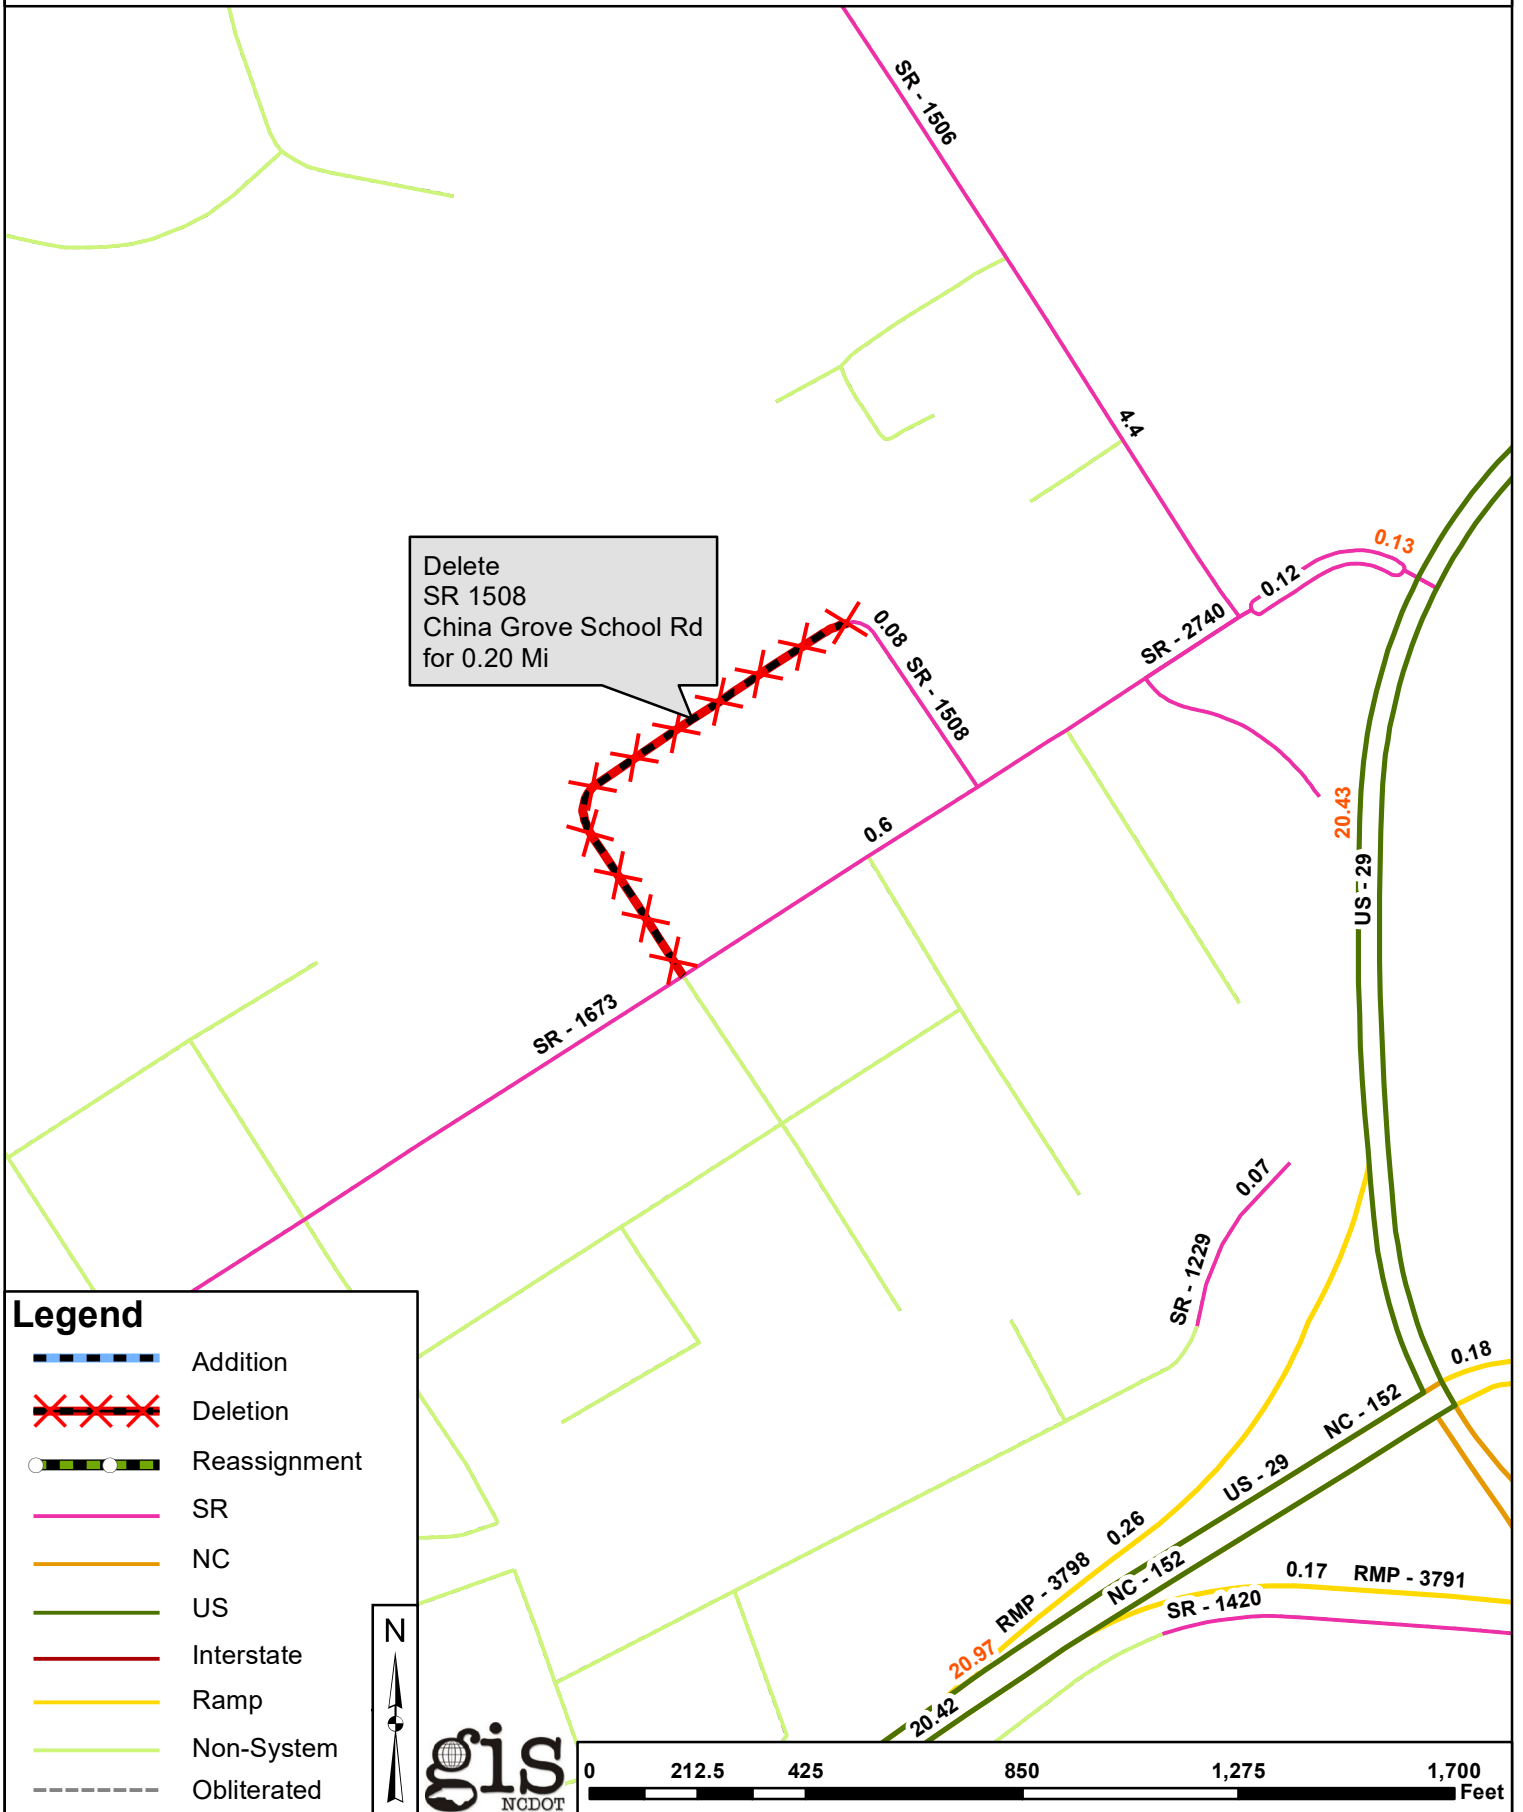 SR - 1506
4.4
0.13
0.12
SR - 2740
Delete
SR 1508
China Grove School Rd
for 0.20 Mi
0.08 SR - 1508
20.43
0.6
US - 29
SR - 1673
0.07
SR - 1229
0.18
NC - 152
US - 29
0.26
RMP - 3798
NC - 152
0.17 RMP - 3791
SR - 1420
20.97
20.42
Legend
Addition
Deletion
Reassignment
SR
NC
US
Interstate
Ramp
Non-System
Obliterated
N
gis
NCDOT
0 212.5 425 850 1,275 1,700
Feet